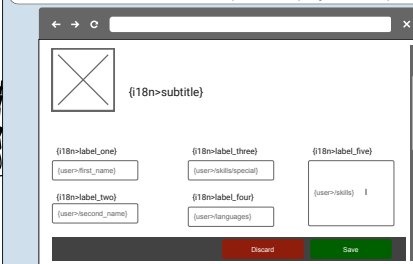 {i18n>subtitle}
{i18n>label_one}
{user>/first_name}
{i18n>label_two}
{user>/second_name}
{i18n>label_three}
{user>/skills/special}
{i18n>label_four}
{user>/languages}
{i18n>label_five}
{user>/skills}
Discard
Save